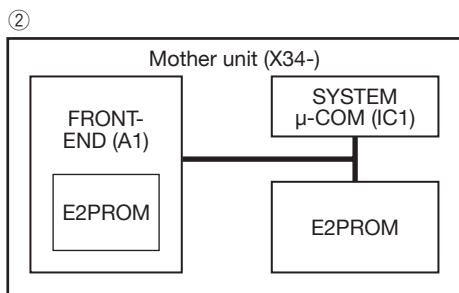 ②
Mother unit (X34-)
FRONT-
END (A1)
E2PROM
SYSTEM
µ-COM (IC1)
E2PROM